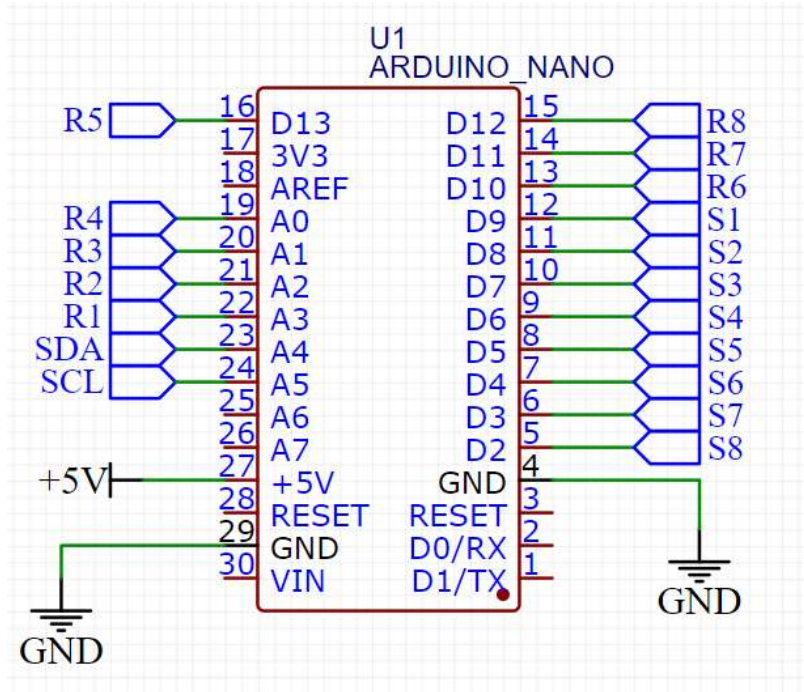 U1
ARDUINO_NANO
R5 16 D13 D12 15 R8
17 3V3 D11 14 R7
18 AREF D10 13 R6
R4 19 A0 D9 12 S1
R3 20 A1 D8 11 S2
R2 21 A2 D7 10 S3
R1 22 A3 D6 9 S4
SDA 23 A4 D5 8 S5
SCL 24 A5 D4 7 S6
25 A6 D3 6 S7
26 A7 D2 5 S8
+5V 27 +5V GND 4
28 RESET RESET 3
29 GND D0/RX 2
30 VIN D1/TX 1
GND
GND